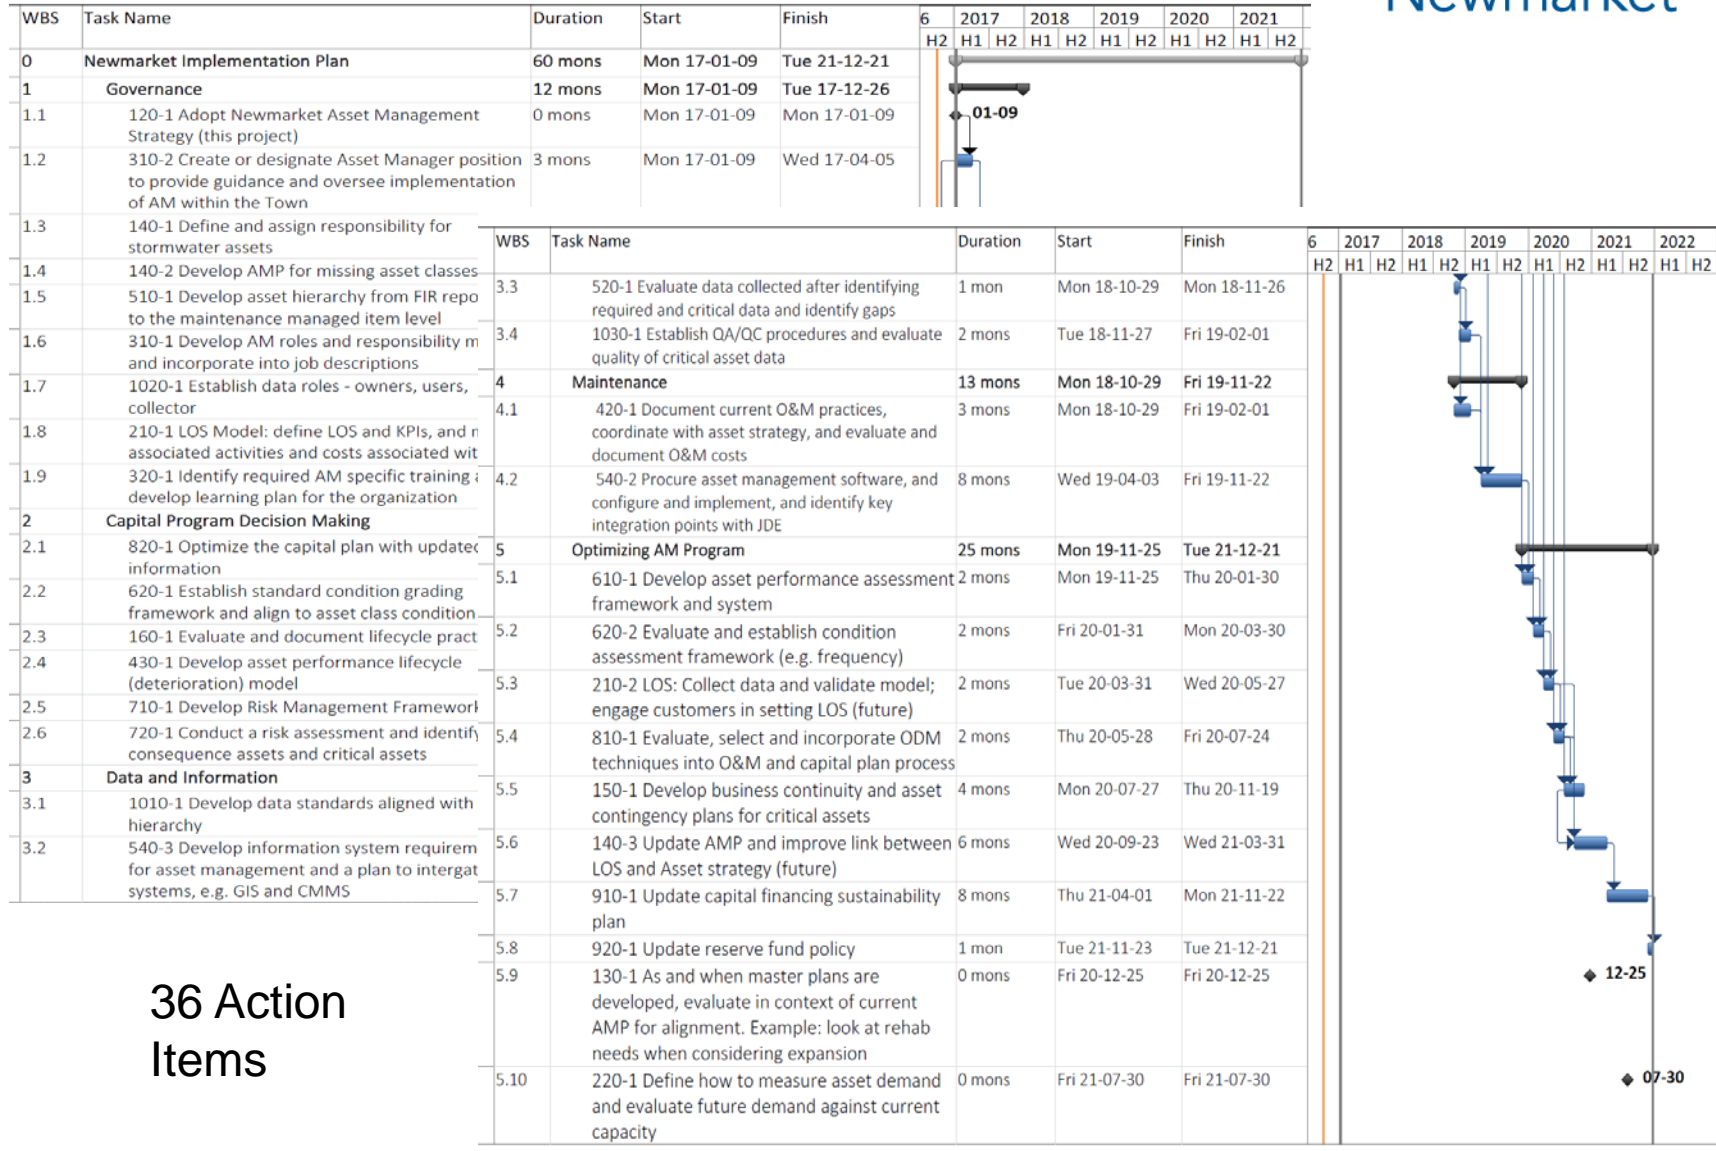 Newmarket
WBS Task Name Duration Start Finish 6 2017 2018 2019 2020 2021
H2 H1 H2 H1 H2 H1 H2 H1 H2 H1 H2
0 Newmarket Implementation Plan 60 mons Mon 17-01-09 Tue 21-12-21
1 Governance 12 mons Mon 17-01-09 Tue 17-12-26
1.1 120-1 Adopt Newmarket Asset Management 0 mons Mon 17-01-09 Mon 17-01-09 01-09
Strategy (this project)
1.2 310-2 Create or designate Asset Manager position 3 mons Mon 17-01-09 Wed 17-04-05
to provide guidance and oversee implementation
of AM within the Town
1.3 140-1 Define and assign responsibility for
stormwater assets
1.4 140-2 Develop AMP for missing asset classes
1.5 510-1 Develop asset hierarchy from FIR repo
to the maintenance managed item level
1.6 310-1 Develop AM roles and responsibility m
and incorporate into job descriptions
1.7 1020-1 Establish data roles - owners, users,
collector
1.8 210-1 LOS Model: define LOS and KPIs, and
associated activities and costs associated wit
1.9 320-1 Identify required AM specific training
develop learning plan for the organization
2 Capital Program Decision Making
2.1 820-1 Optimize the capital plan with updated
information
2.2 620-1 Establish standard condition grading
framework and align to asset class condition
2.3 160-1 Evaluate and document lifecycle pract
2.4 430-1 Develop asset performance lifecycle
(deterioration) model
2.5 710-1 Develop Risk Management Framework
2.6 720-1 Conduct a risk assessment and identify
consequence assets and critical assets
3 Data and Information
3.1 1010-1 Develop data standards aligned with
hierarchy
3.2 540-3 Develop information system requirem
for asset management and a plan to intergat
systems, e.g. GIS and CMMS
WBS Task Name Duration Start Finish 6 2017 2018 2019 2020 2021 2022
H2 H1 H2 H1 H2 H1 H2 H1 H2 H1 H2 H1 H2
3.3 520-1 Evaluate data collected after identifying 1 mon Mon 18-10-29 Mon 18-11-26
required and critical data and identify gaps
3.4 1030-1 Establish QA/QC procedures and evaluate 2 mons Tue 18-11-27 Fri 19-02-01
quality of critical asset data
4 Maintenance 13 mons Mon 18-10-29 Fri 19-11-22
4.1 420-1 Document current O&M practices, 3 mons Mon 18-10-29 Fri 19-02-01
coordinate with asset strategy, and evaluate and
document O&M costs
4.2 540-2 Procure asset management software, and 8 mons Wed 19-04-03 Fri 19-11-22
configure and implement, and identify key
integration points with JDE
5 Optimizing AM Program 25 mons Mon 19-11-25 Tue 21-12-21
5.1 610-1 Develop asset performance assessment 2 mons Mon 19-11-25 Thu 20-01-30
framework and system
5.2 620-2 Evaluate and establish condition 2 mons Fri 20-01-31 Mon 20-03-30
assessment framework (e.g. frequency)
5.3 210-2 LOS: Collect data and validate model; 2 mons Tue 20-03-31 Wed 20-05-27
engage customers in setting LOS (future)
5.4 810-1 Evaluate, select and incorporate ODM 2 mons Thu 20-05-28 Fri 20-07-24
techniques into O&M and capital plan process
5.5 150-1 Develop business continuity and asset 4 mons Mon 20-07-27 Thu 20-11-19
contingency plans for critical assets
5.6 140-3 Update AMP and improve link between 6 mons Wed 20-09-23 Wed 21-03-31
LOS and Asset strategy (future)
5.7 910-1 Update capital financing sustainability 8 mons Thu 21-04-01 Mon 21-11-22
plan
5.8 920-1 Update reserve fund policy 1 mon Tue 21-11-23 Tue 21-12-21
5.9 130-1 As and when master plans are 0 mons Fri 20-12-25 Fri 20-12-25 12-25
developed, evaluate in context of current
AMP for alignment. Example: look at rehab
needs when considering expansion
5.10 220-1 Define how to measure asset demand 0 mons Fri 21-07-30 Fri 21-07-30 07-30
and evaluate future demand against current
capacity
36 Action
Items